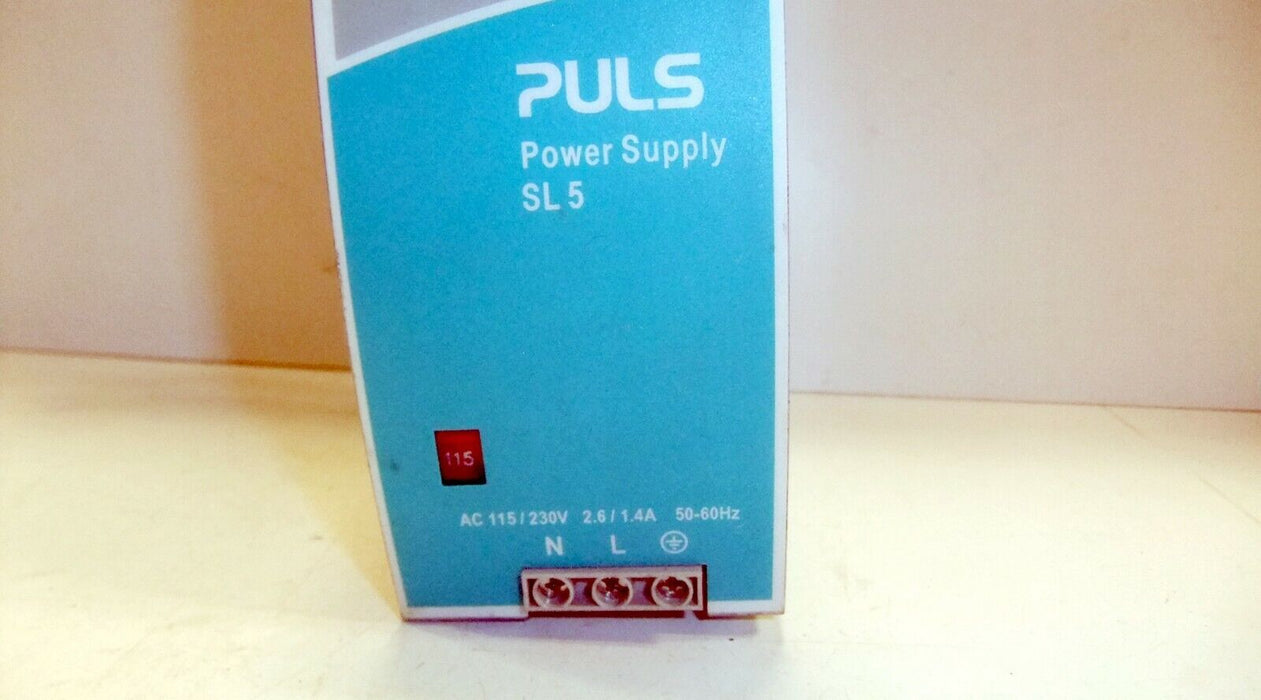 PULS
Power Supply
SL 5
115
AC 115 / 230V 2.6 / 1.4A 50-60Hz
N L